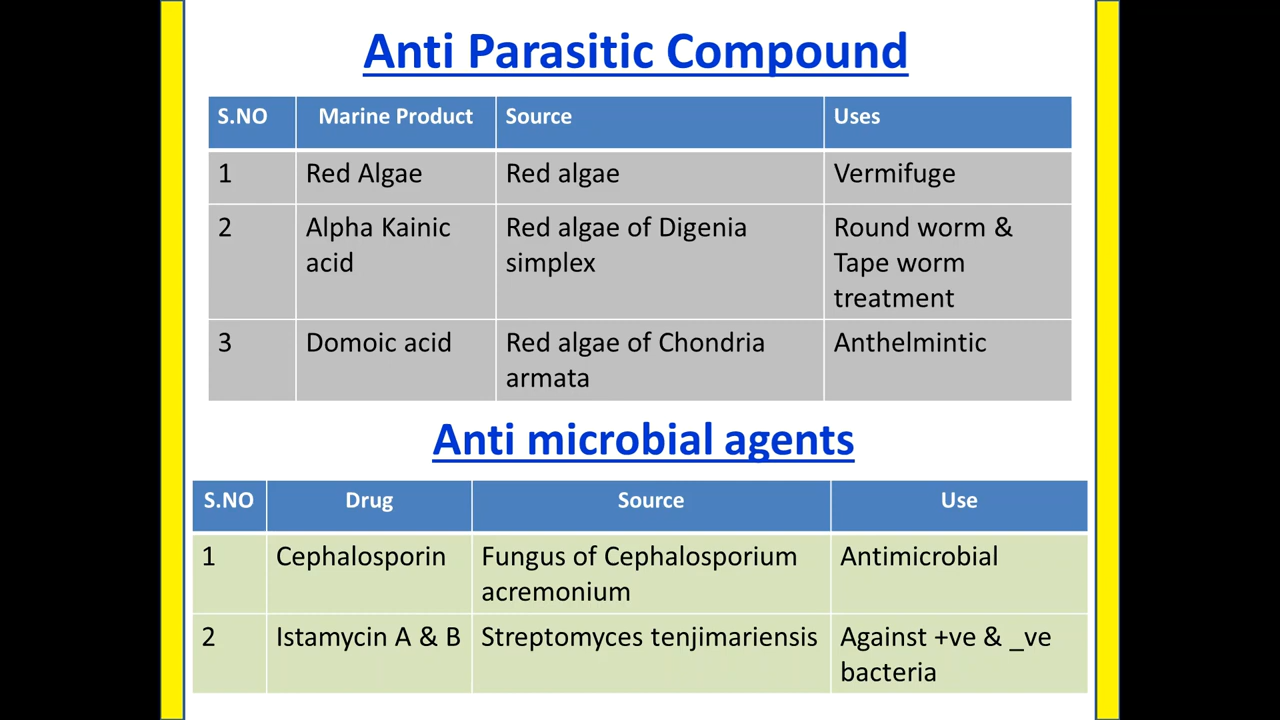 Anti Parasitic Compound
S.NO Marine Product Source Uses
1 Red Algae Red algae Vermifuge
2 Alpha Kainic acid Red algae of Digenia simplex Round worm & Tape worm treatment
3 Domoic acid Red algae of Chondria armata Anthelmintic
Anti microbial agents
S.NO Drug Source Use
1 Cephalosporin Fungus of Cephalosporium acremonium Antimicrobial
2 Istamycin A & B Streptomyces tenjimariensis Against +ve & _ve bacteria